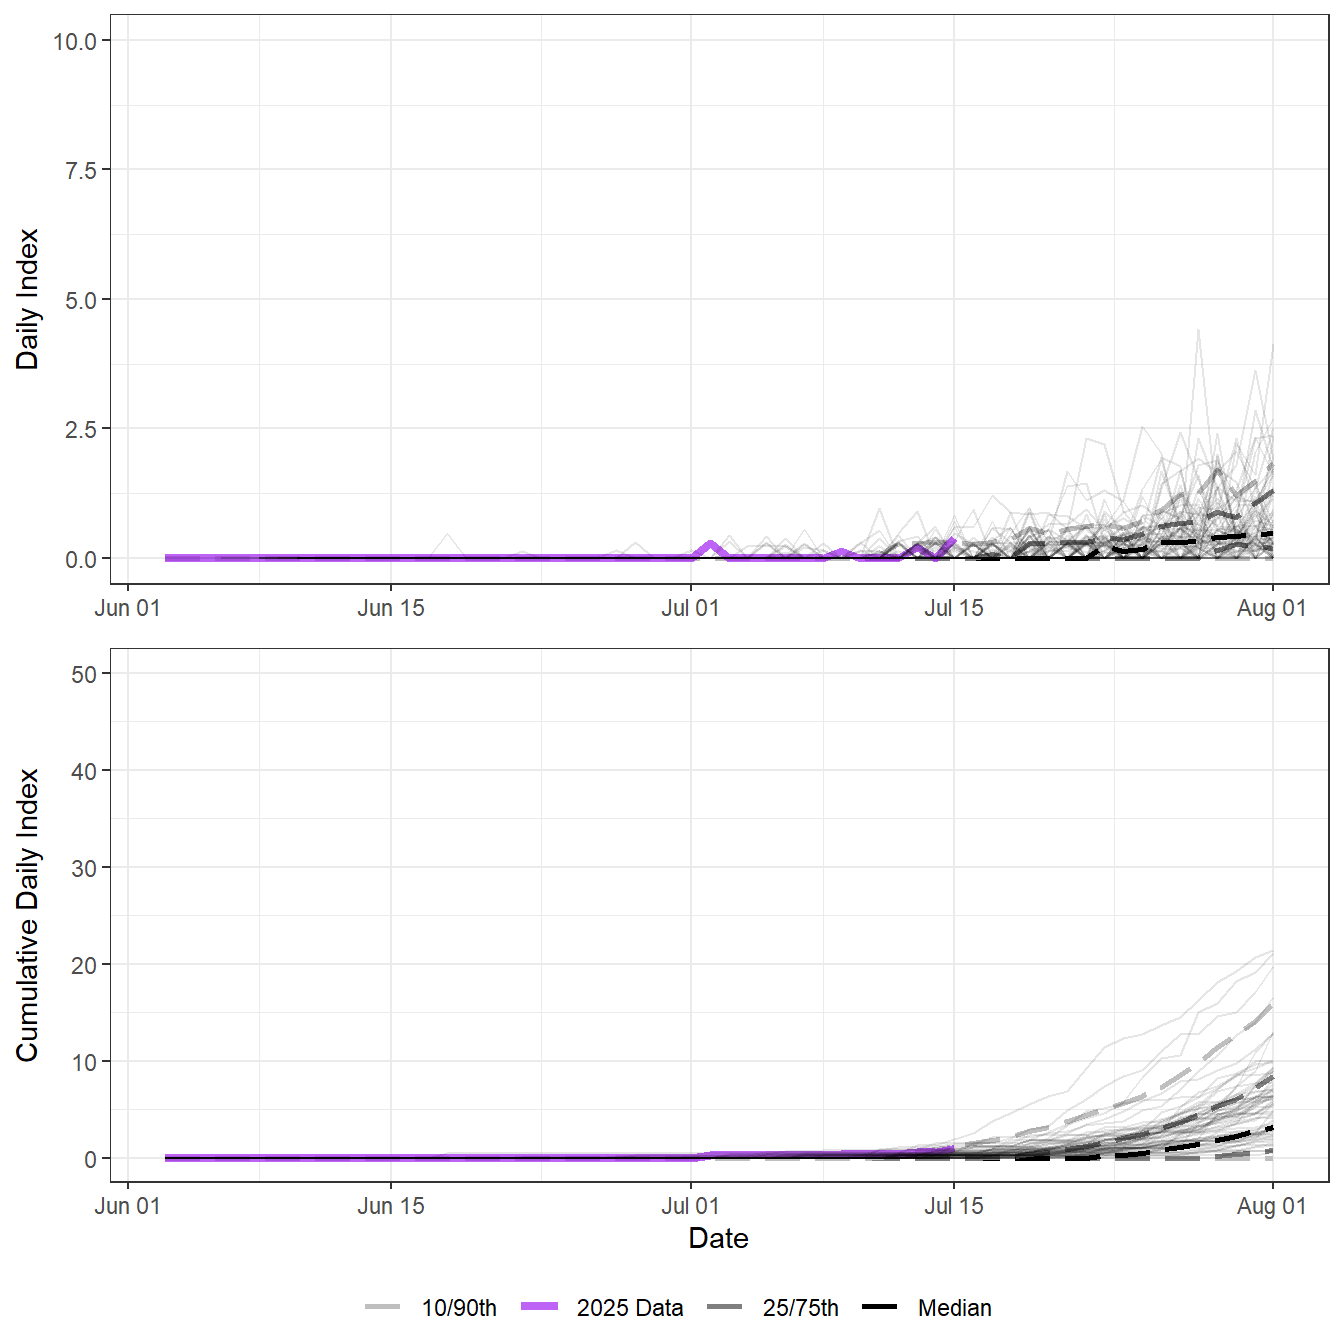 Daily Index
10.0
7.5
5.0
2.5
0.0
Jun 01 Jun 15 Jul 01 Jul 15 Aug 01
Cumulative Daily Index
50
40
30
20
10
0
Jun 01 Jun 15 Jul 01 Jul 15 Aug 01
Date
10/90th 2025 Data 25/75th Median